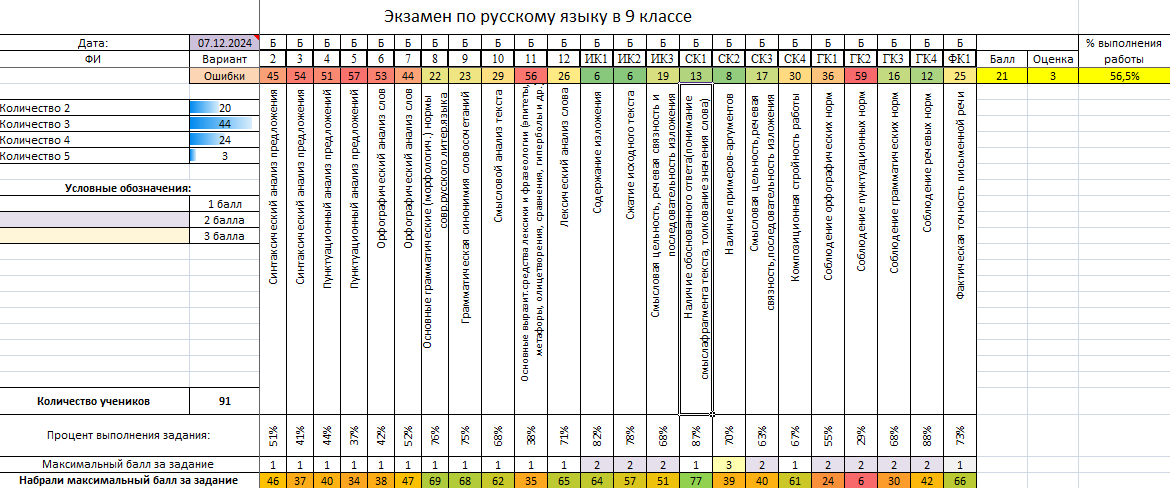 Экзамен по русскому языку в 9 классе
Дата: 07.12.2024 Б Б Б Б Б Б Б Б Б Б Б Б Б Б Б Б Б Б Б Б Б Б Б % выполнения
ФИ Вариант 2 3 4 5 6 7 8 9 10 11 12 ИК1 ИК2 ИК3 СК1 СК2 СК3 СК4 ГК1 ГК2 ГК3 ГК4 ФК1 Балл Оценка работы
Ошибки 45 54 51 57 53 44 22 23 29 56 26 6 6 19 13 8 17 30 36 59 16 12 25 21 3 56,5%
Количество 2 20
Количество 3 44
Количество 4 24
Количество 5 3
Условные обозначения:
1 балл
2 балла
3 балла
Синтаксический анализ предложения
Синтаксический анализ предложения
Пунктуационный анализ предложений
Пунктуационный анализ предложений
Орфографический анализ слов
Орфографический анализ слов
Основные грамматические (морфологич.) нормы
совр.русского литер.языка
Грамматическая синонимия словосочетаний
Смысловой анализ текста
Основные выразит.средства лексики и фразеологии (эпитеты,
метафоры, олицетворения, сравнения, гиперболы и др.)
Лексический анализ слова
Содержание изложения
Сжатие исходного текста
Смысловая цельность, речевая связность и
последовательность изложения
Наличие обоснованного ответа(понимание
смыслафрагмента текста, толкование значения слова)
Наличие примеров-аргументов
Смысловая цельность,речевая
связность,последовательность изложения
Композиционная стройность работы
Соблюдение орфографических норм
Соблюдение пунктуационных норм
Соблюдение грамматических норм
Соблюдение речевых норм
Фактическая точность письменной речи
Количество учеников 91
Процент выполнения задания: 51% 41% 44% 37% 42% 52% 76% 75% 68% 38% 71% 82% 78% 68% 87% 70% 63% 67% 55% 29% 68% 88% 73%
Максимальный балл за задание 1 1 1 1 1 1 1 1 1 1 1 2 2 2 1 3 2 1 2 2 2 2 1
Набрали максимальный балл за задание 46 37 40 34 38 47 69 68 62 35 65 64 57 51 77 39 40 61 24 6 30 42 66